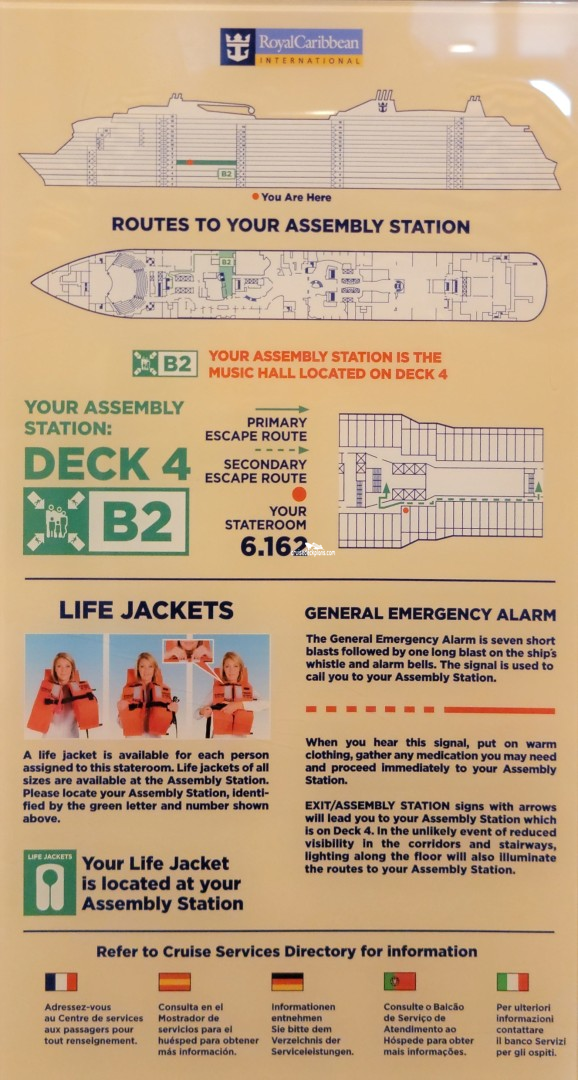 RoyalCaribbean
INTERNATIONAL
B2
You Are Here
ROUTES TO YOUR ASSEMBLY STATION
B2
B2
YOUR ASSEMBLY STATION IS THE
MUSIC HALL LOCATED ON DECK 4
YOUR ASSEMBLY
STATION:
DECK 4
B2
PRIMARY
ESCAPE ROUTE
SECONDARY
ESCAPE ROUTE
YOUR
STATEROOM
6.162
cruisedeckplans.com
LIFE JACKETS
A life jacket is available for each person
assigned to this stateroom. Life jackets of all
sizes are available at the Assembly Station.
Please locate your Assembly Station, identi-
fied by the green letter and number shown
above.
LIFE JACKETS
Your Life Jacket
is located at your
Assembly Station
GENERAL EMERGENCY ALARM
The General Emergency Alarm is seven short
blasts followed by one long blast on the ship's
whistle and alarm bells. The signal is used to
call you to your Assembly Station.
When you hear this signal, put on warm
clothing, gather any medication you may need
and proceed immediately to your Assembly
Station.
EXIT/ASSEMBLY STATION signs with arrows
will lead you to your Assembly Station which
is on Deck 4. In the unlikely event of reduced
visibility in the corridors and stairways,
lighting along the floor will also illuminate
the routes to your Assembly Station.
Refer to Cruise Services Directory for information
Adressez-vous
au Centre de services
aux passagers pour
tout renseignement.
Consulta en el
Mostrador de
servicios para el
huésped para obtener
más información.
Informationen
entnehmen
Sie bitte dem
Verzeichnis der
Serviceleistungen.
Consulte o Balcão
de Serviço de
Atendimento ao
Hóspede para obter
mais informações.
Per ulteriori
informazioni
contattare
il banco Servizi
per gli ospiti.